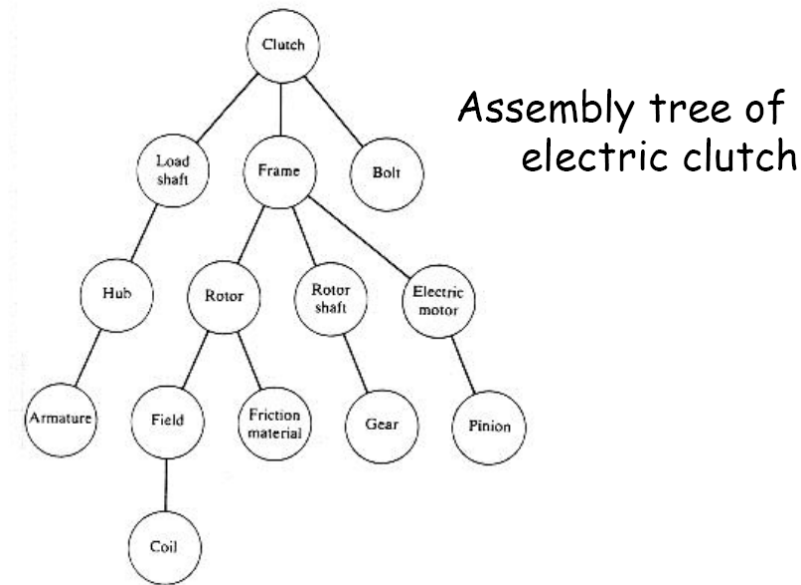 Clutch
Assembly tree of
electric clutch
Load
shaft
Frame
Bolt
Hub
Rotor
Rotor
shaft
Electric
motor
Armature
Field
Friction
material
Gear
Pinion
Coil